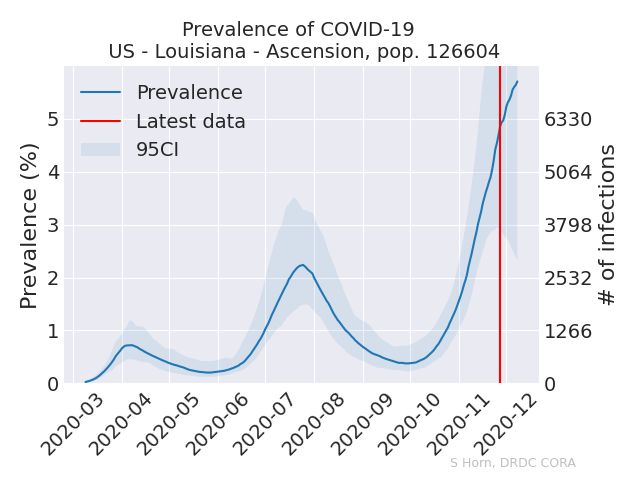 Prevalence of COVID-19
US - Louisiana - Ascension, pop. 126604
Prevalence
Latest data
95CI
Prevalence (%)
5
4
3
2
1
0
6330
5064
3798
2532
1266
0
# of infections
2020-03
2020-04
2020-05
2020-06
2020-07
2020-08
2020-09
2020-10
2020-11
2020-12
S Horn, DRDC CORA